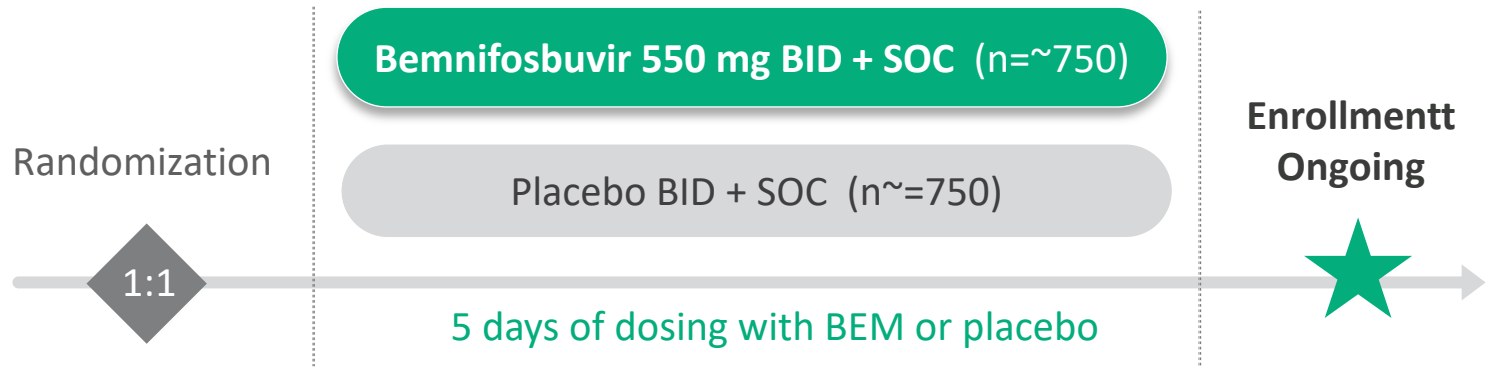 Bemnifosbuvir 550 mg BID + SOC (n=~750)
Randomization
Placebo BID + SOC (n~=750)
Enrollmentt
Ongoing
1:1
5 days of dosing with BEM or placebo